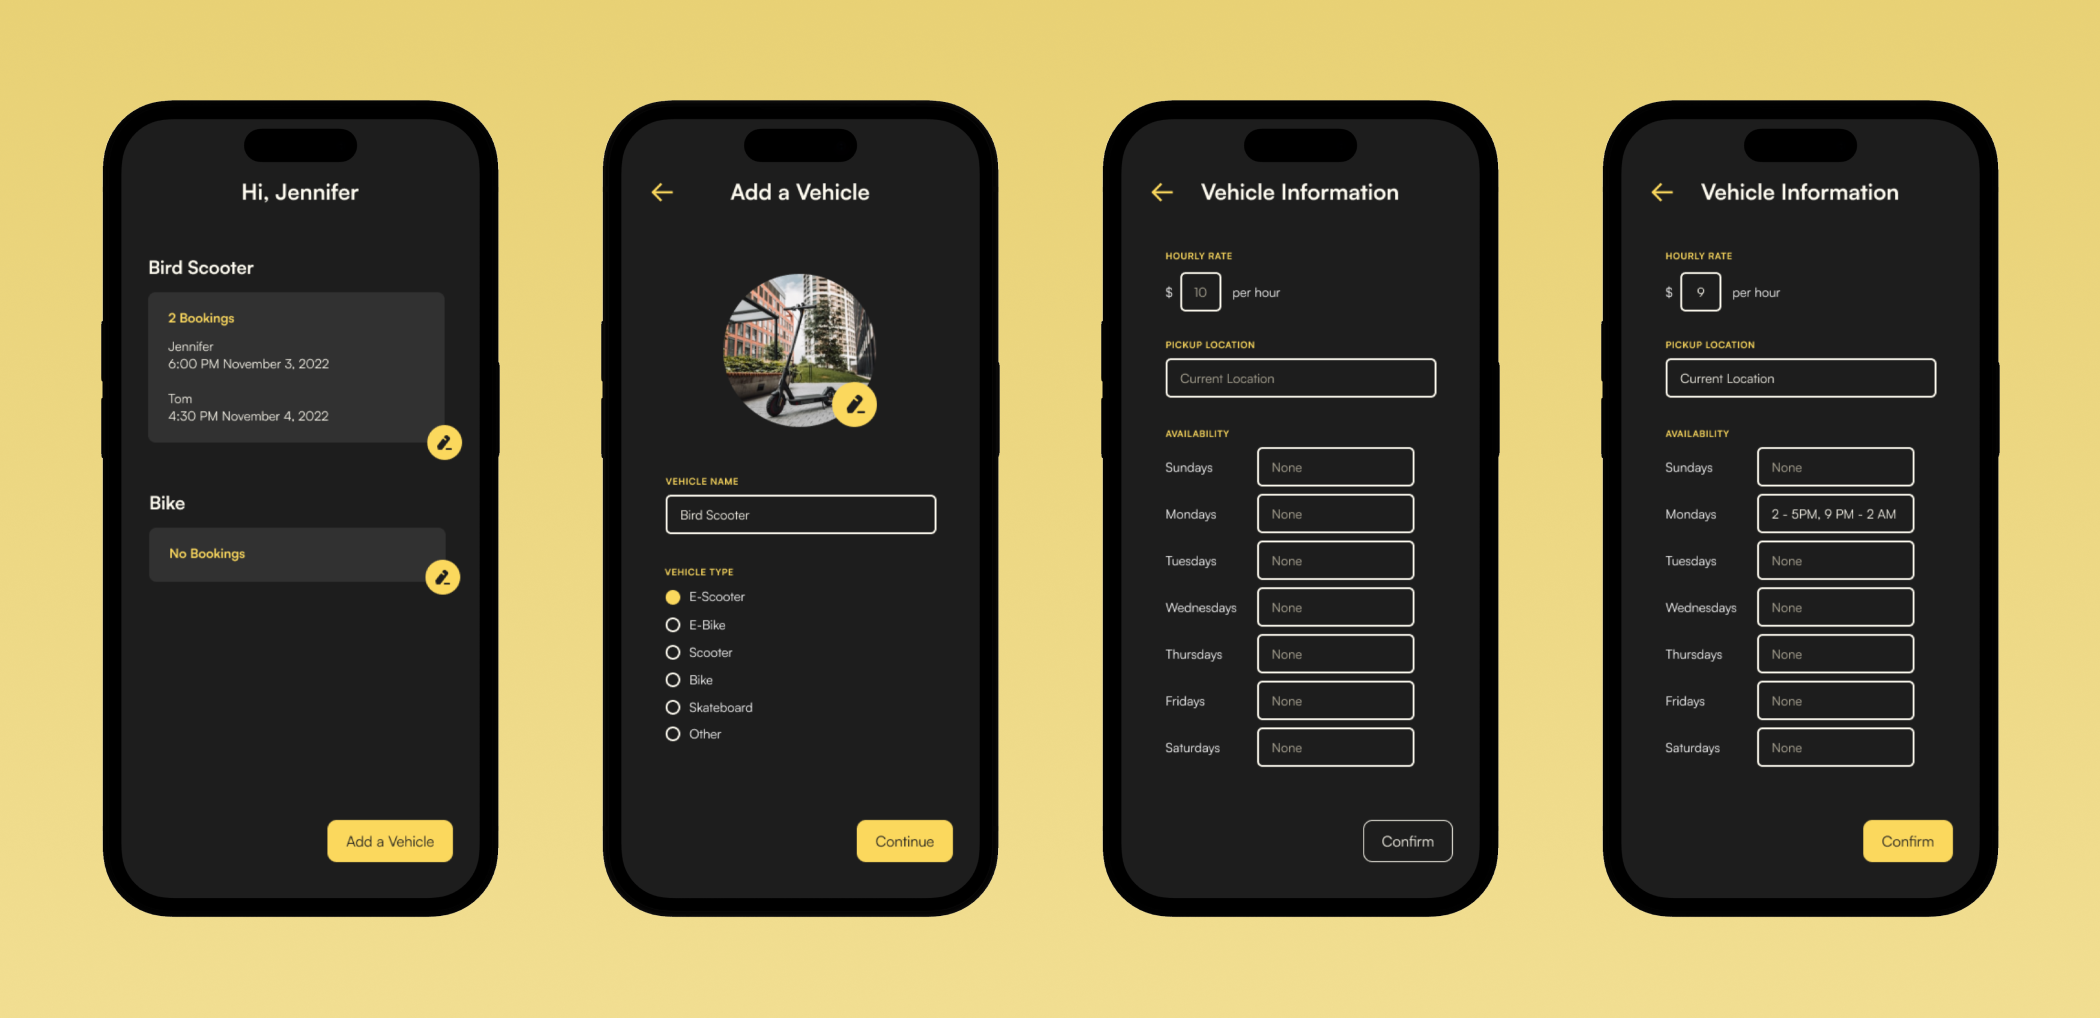 Hi, Jennifer
Bird Scooter
2 Bookings
Jennifer
6:00 PM November 3, 2022
Tom
4:30 PM November 4, 2022
Bike
No Bookings
Add a Vehicle
Add a Vehicle
VEHICLE NAME
Bird Scooter
VEHICLE TYPE
E-Scooter
E-Bike
Scooter
Bike
Skateboard
Other
Continue
Vehicle Information
HOURLY RATE
$ 10 per hour
PICKUP LOCATION
Current Location
AVAILABILITY
Sundays None
Mondays None
Tuesdays None
Wednesdays None
Thursdays None
Fridays None
Saturdays None
Confirm
Vehicle Information
HOURLY RATE
$ 9 per hour
PICKUP LOCATION
Current Location
AVAILABILITY
Sundays None
Mondays 2 - 5PM, 9 PM - 2 AM
Tuesdays None
Wednesdays None
Thursdays None
Fridays None
Saturdays None
Confirm